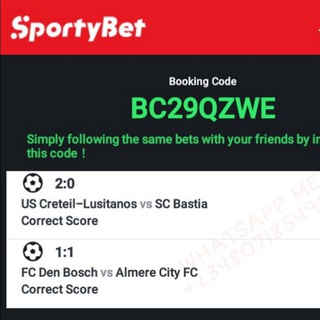 SportyBet
Booking Code
BC29QZWE
Simply following the same bets with your friends by in
this code !
2:0
US Creteil–Lusitanos vs SC Bastia
Correct Score
1:1
FC Den Bosch vs Almere City FC
Correct Score
WHATSAPP ME